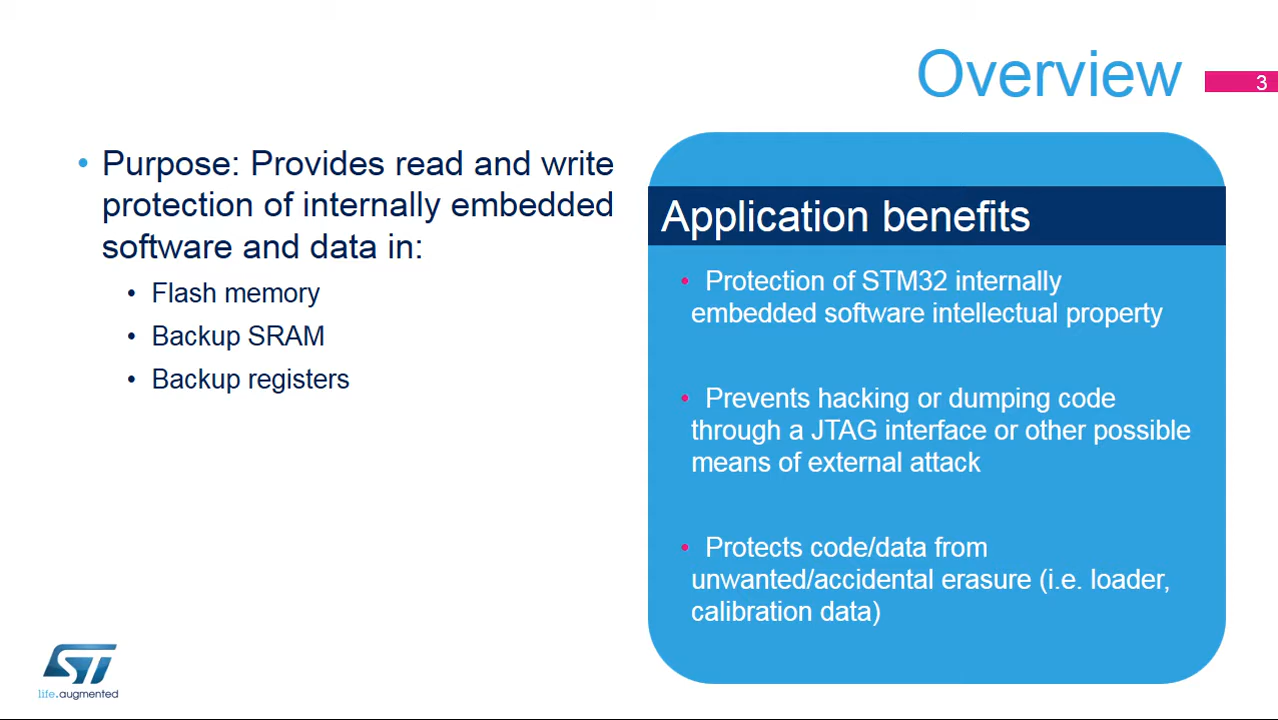 Overview
3
• Purpose: Provides read and write
protection of internally embedded
software and data in:
• Flash memory
• Backup SRAM
• Backup registers
Application benefits
• Protection of STM32 internally
embedded software intellectual property
• Prevents hacking or dumping code
through a JTAG interface or other possible
means of external attack
• Protects code/data from
unwanted/accidental erasure (i.e. loader,
calibration data)
ST
life.augmented